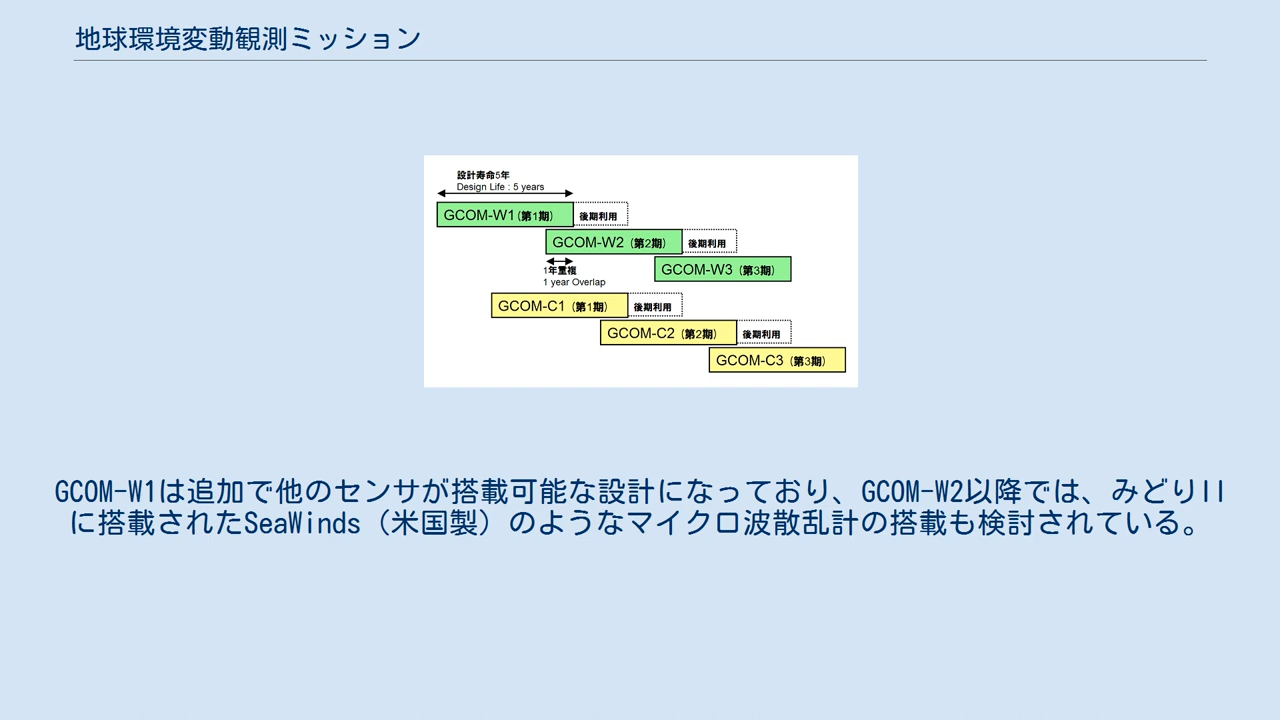 地球環境変動観測ミッション
設計寿命5年
Design Life : 5 years
GCOM-W1 (第1期) 後期利用
GCOM-W2 (第2期) 後期利用
1年重複
1 year Overlap
GCOM-W3 (第3期)
GCOM-C1 (第1期) 後期利用
GCOM-C2 (第2期) 後期利用
GCOM-C3 (第3期)
GCOM-W1は追加で他のセンサが搭載可能な設計になっており、GCOM-W2以降では、みどりII
に搭載されたSeaWinds（米国製）のようなマイクロ波散乱計の搭載も検討されている。